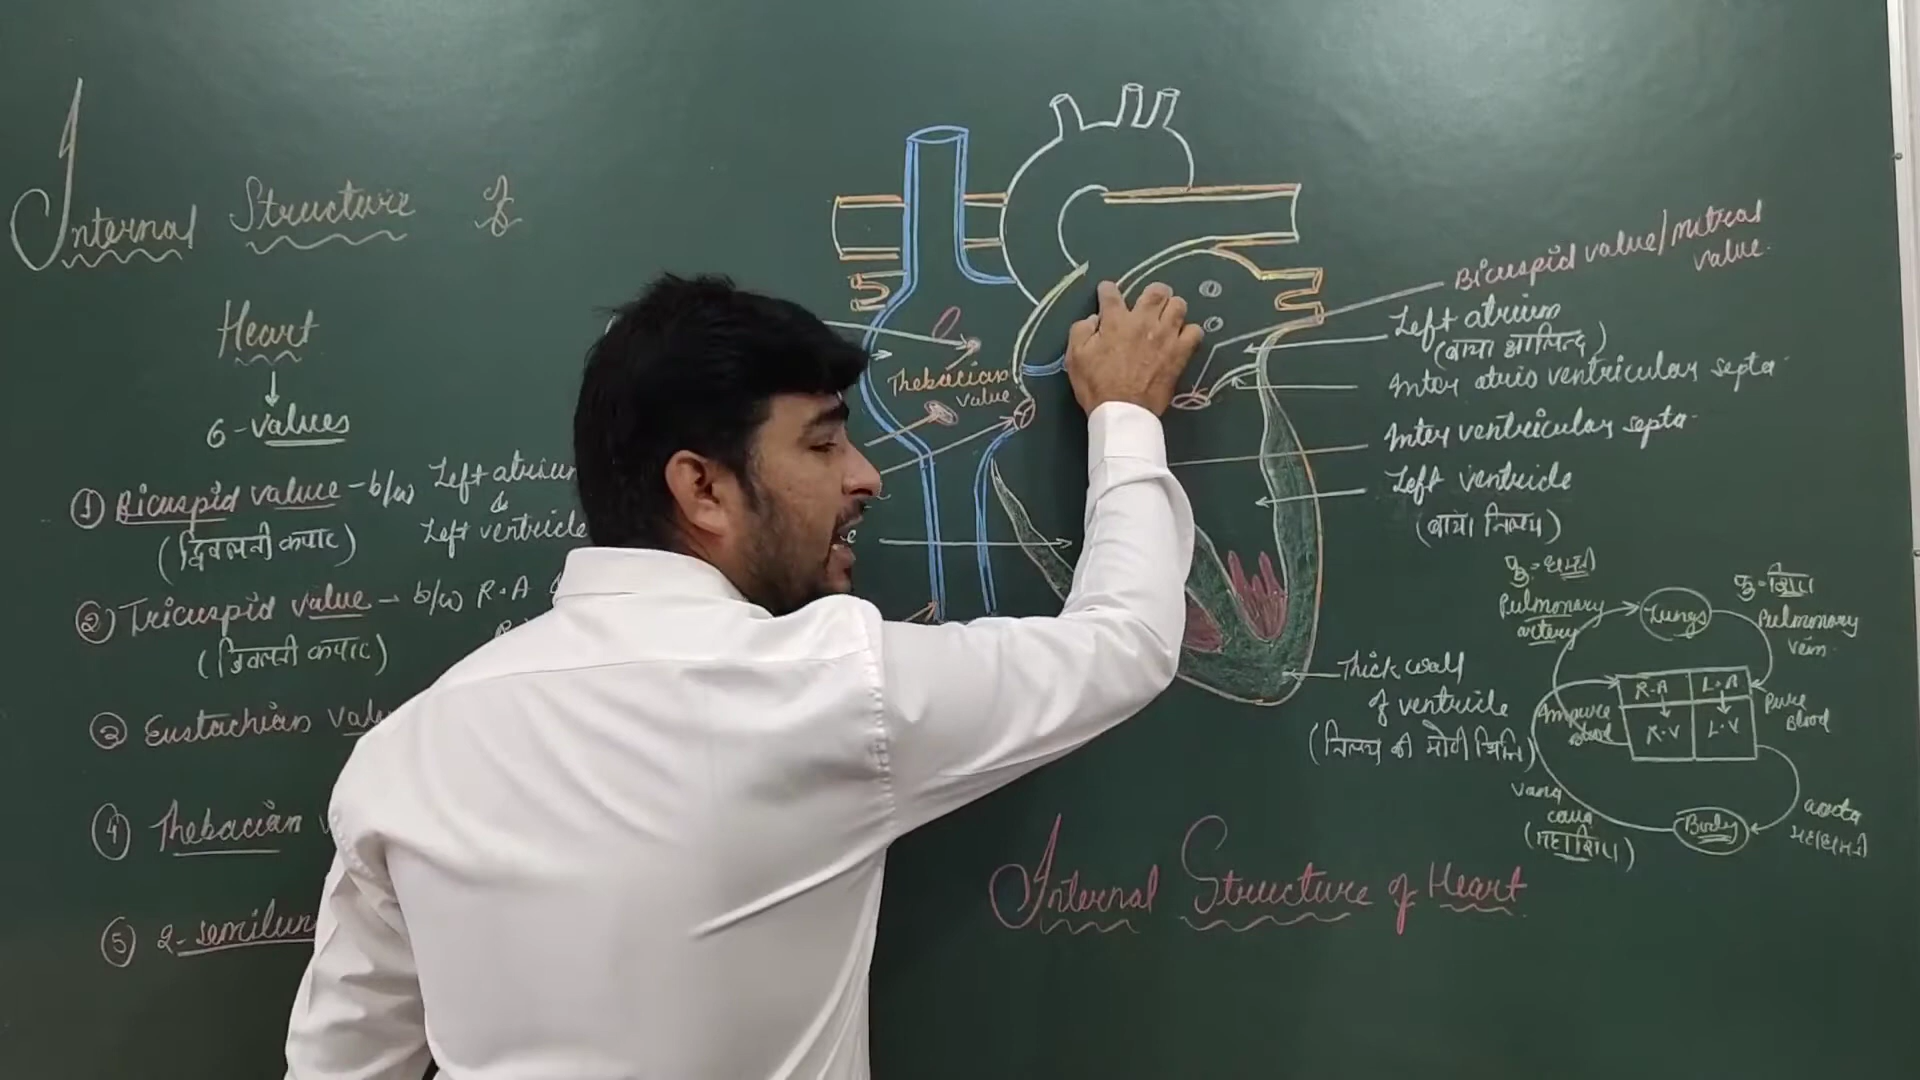 Internal Structure of
Heart
6-values
① Bicuspid value - b/w Left atrium
&
Left ventricle
(द्विवलनी कपाट)
② Tricuspid value - b/w R.A
(त्रिवलनी कपाट)
③ Eustachian
④ Thebacian
⑤ 2-semilun
Thebacian
value
Bicuspid value/mitral
value.
Left atrium
(बाया आलिन्द)
Inter atrio ventricular septa.
Inter ventricular septa.
Left ventricle
(बाया निलय)
Thick wall
of ventricle
(निलय की मोटी भित्ति)
Pulmonary
artery
Lungs
Pulmonary
vein.
R.A L.A
R.V L.V
Impure
Blood
Pure
Blood
vana
cava
(महाशिरा)
Body
aorta
महाधमनी
Internal Structure of Heart